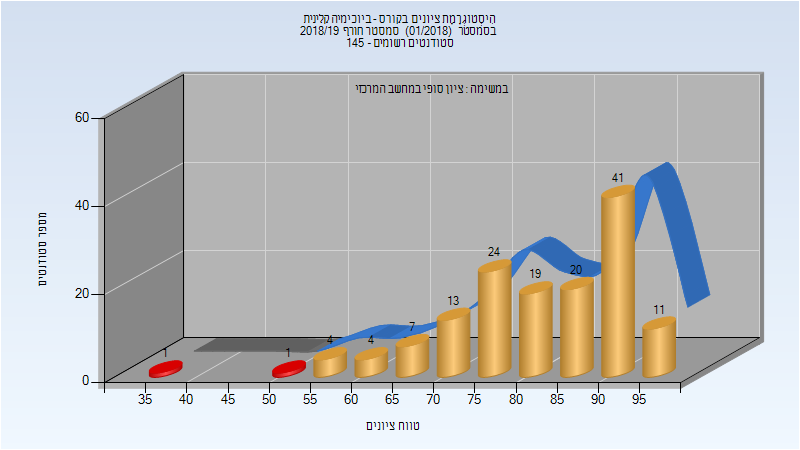 היסטוגרמת ציונים בקורס - ביוכימיה קלינית
בסמסטר (01/2018) סמסטר חורף 2018/19
סטודנטים רשומים - 145
במשימה : ציון סופי במחשב המרכזי
60
40
20
0
מספר סטודנטים
1
1
4
4
7
13
24
19
20
41
11
35 40 45 50 55 60 65 70 75 80 85 90 95
טווח ציונים